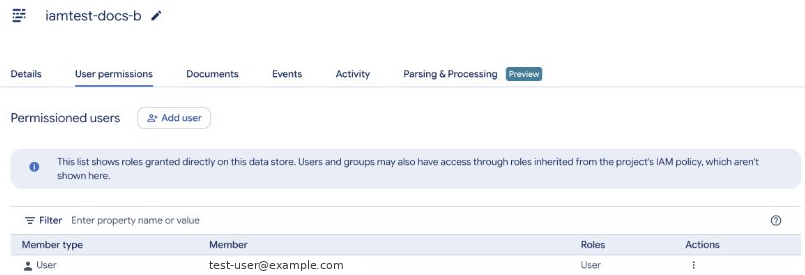 iamtest-docs-b
Details User permissions Documents Events Activity Parsing & Processing Preview
Permissioned users Add user
This list shows roles granted directly on this data store. Users and groups may also have access through roles inherited from the project's IAM policy, which aren't
shown here.
Filter Enter property name or value
Member type Member Roles Actions
User test-user@example.com User